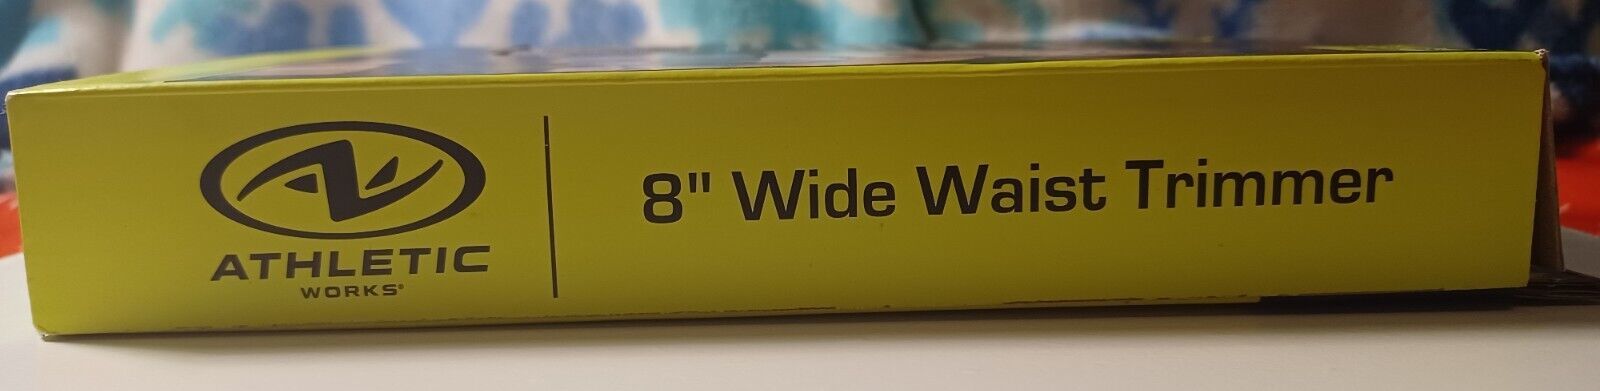 ATHLETIC
WORKS®
8" Wide Waist Trimmer